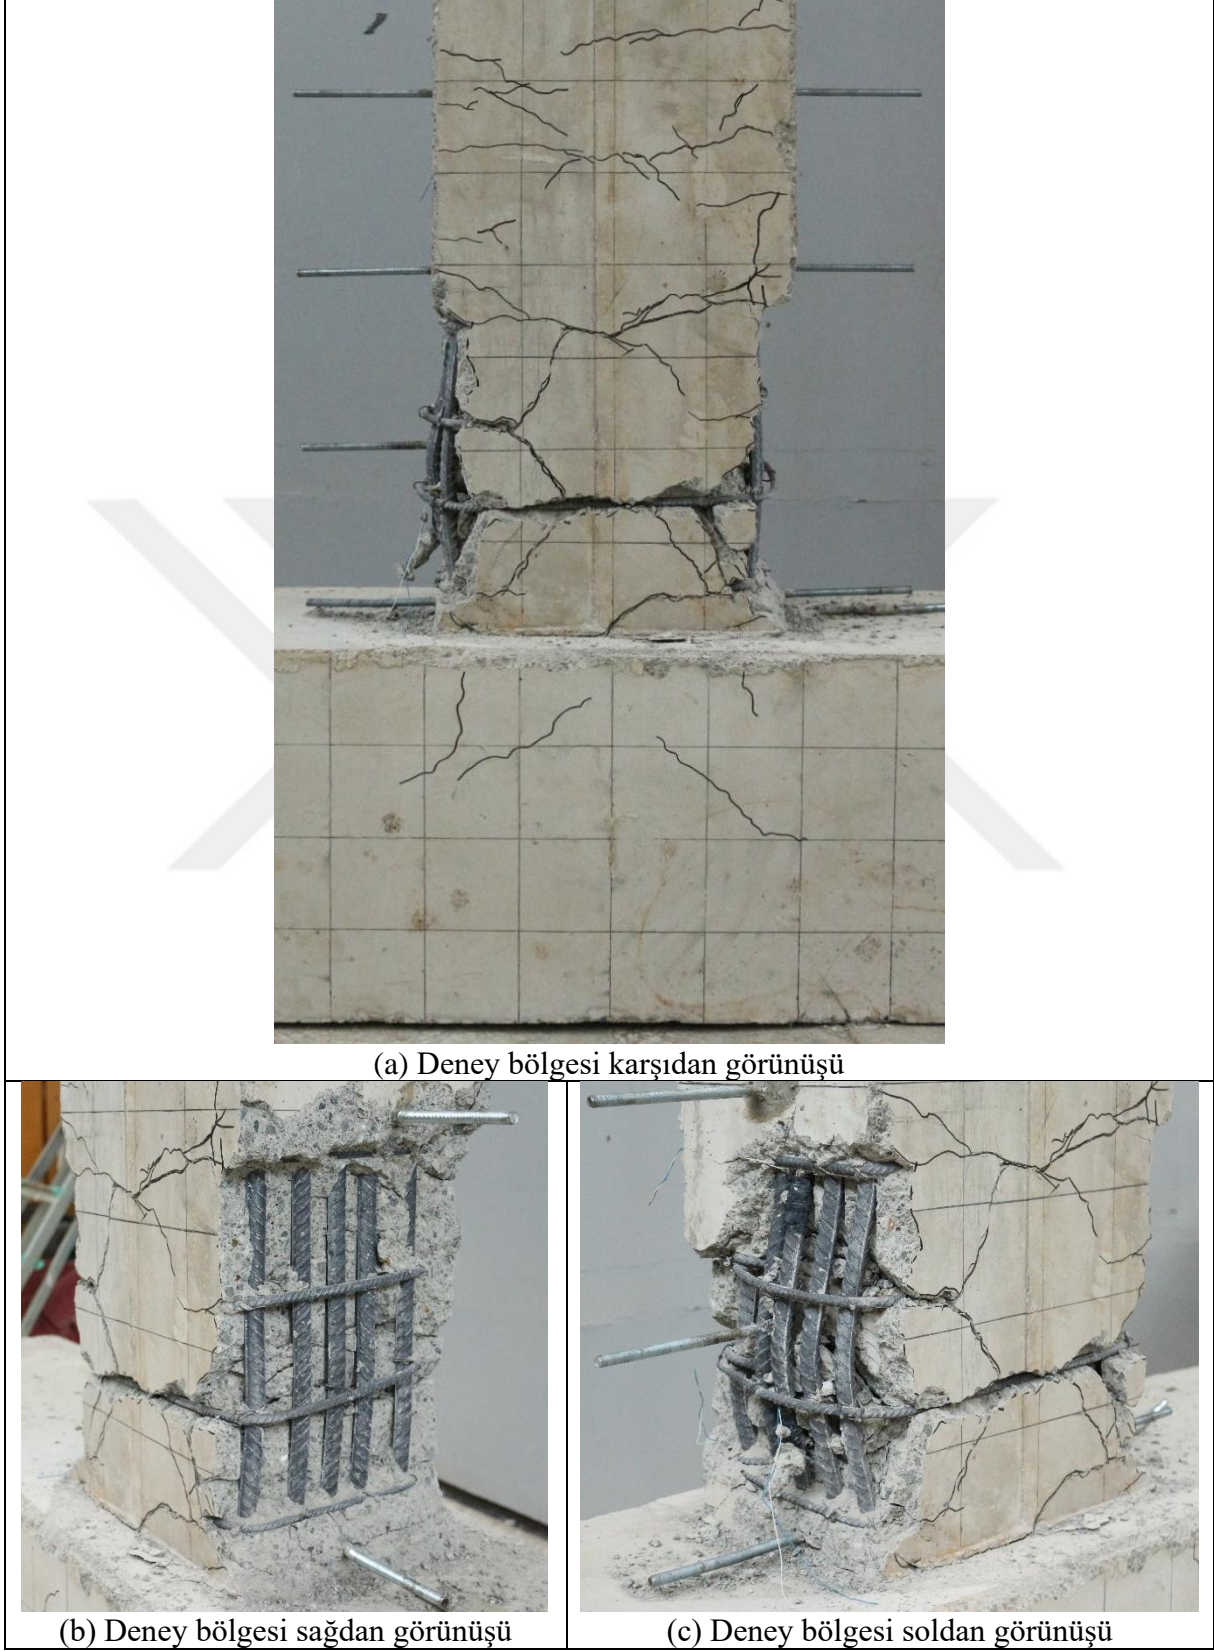 (a) Deney bölgesi karşıdan görünüşü
(b) Deney bölgesi sağdan görünüşü
(c) Deney bölgesi soldan görünüşü